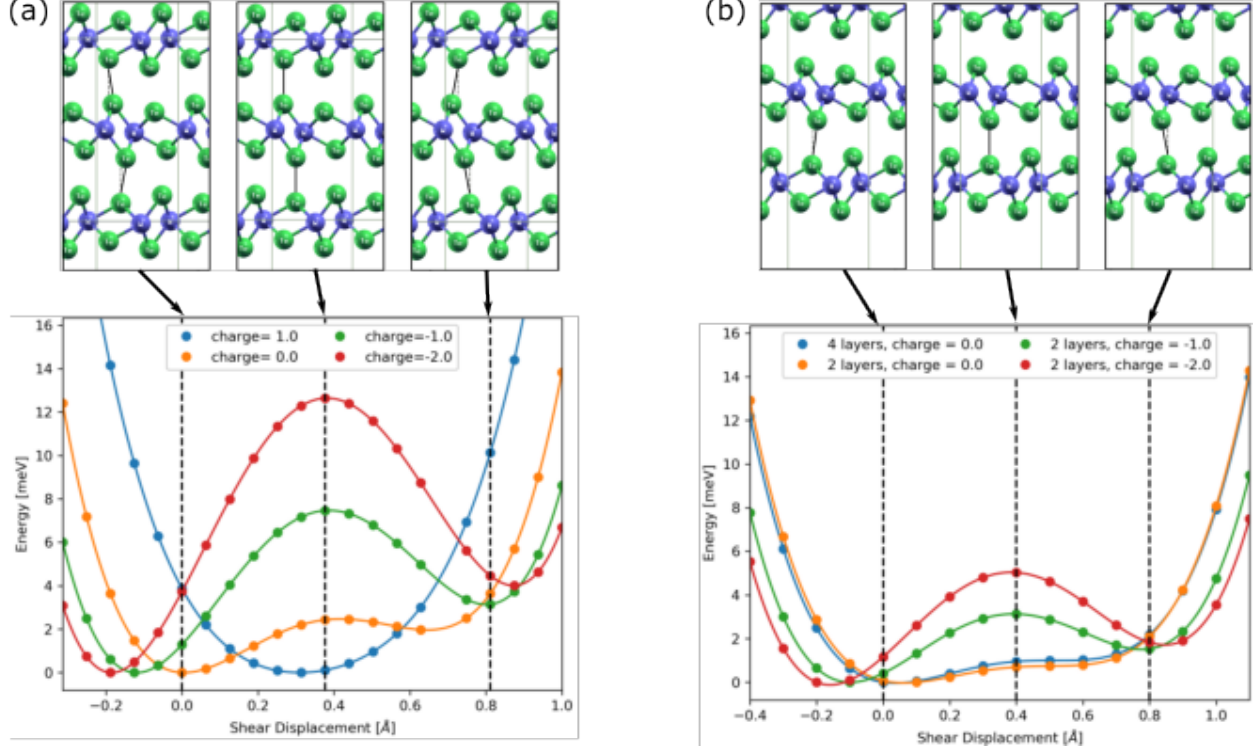 (a)
(b)
charge= 1.0
charge= 0.0
charge=-1.0
charge=-2.0
16
14
12
10
8
6
4
2
0
Energy [meV]
−0.2
0.0
0.2
0.4
0.6
0.8
1.0
Shear Displacement [Å]
4 layers, charge = 0.0
2 layers, charge = 0.0
2 layers, charge = -1.0
2 layers, charge = -2.0
16
14
12
10
8
6
4
2
0
Energy [meV]
−0.4
−0.2
0.0
0.2
0.4
0.6
0.8
1.0
Shear Displacement [Å]